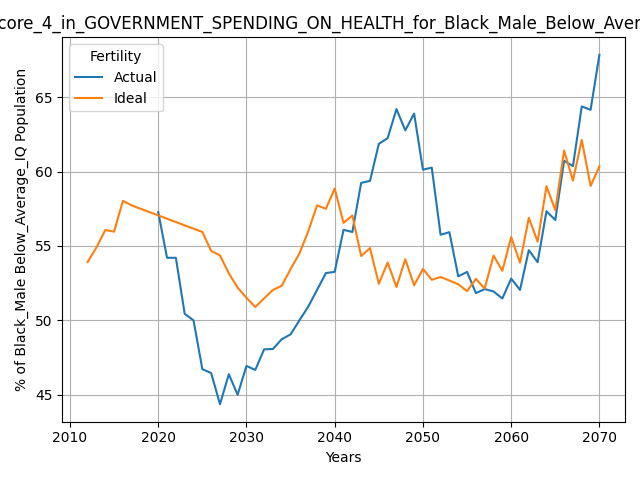 core_4_in_GOVERNMENT_SPENDING_ON_HEALTH_for_Black_Male_Below_Aver
Fertility
Actual
Ideal
% of Black_Male Below_Average_IQ Population
65
60
55
50
45
2010 2020 2030 2040 2050 2060 2070
Years